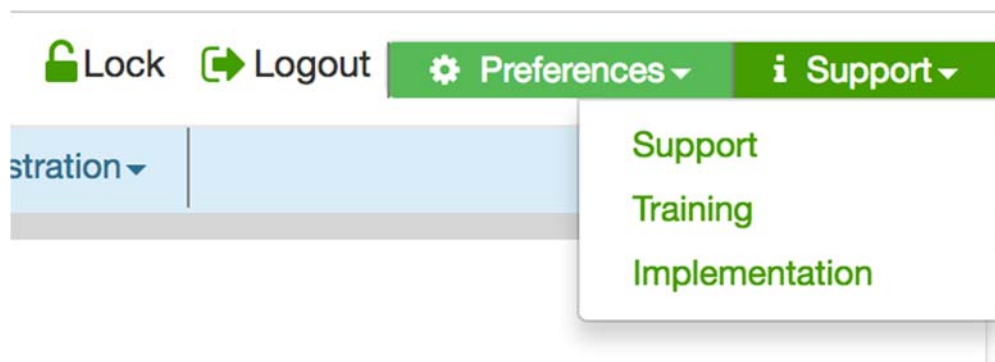 Lock Logout Preferences i Support
stration
Support
Training
Implementation